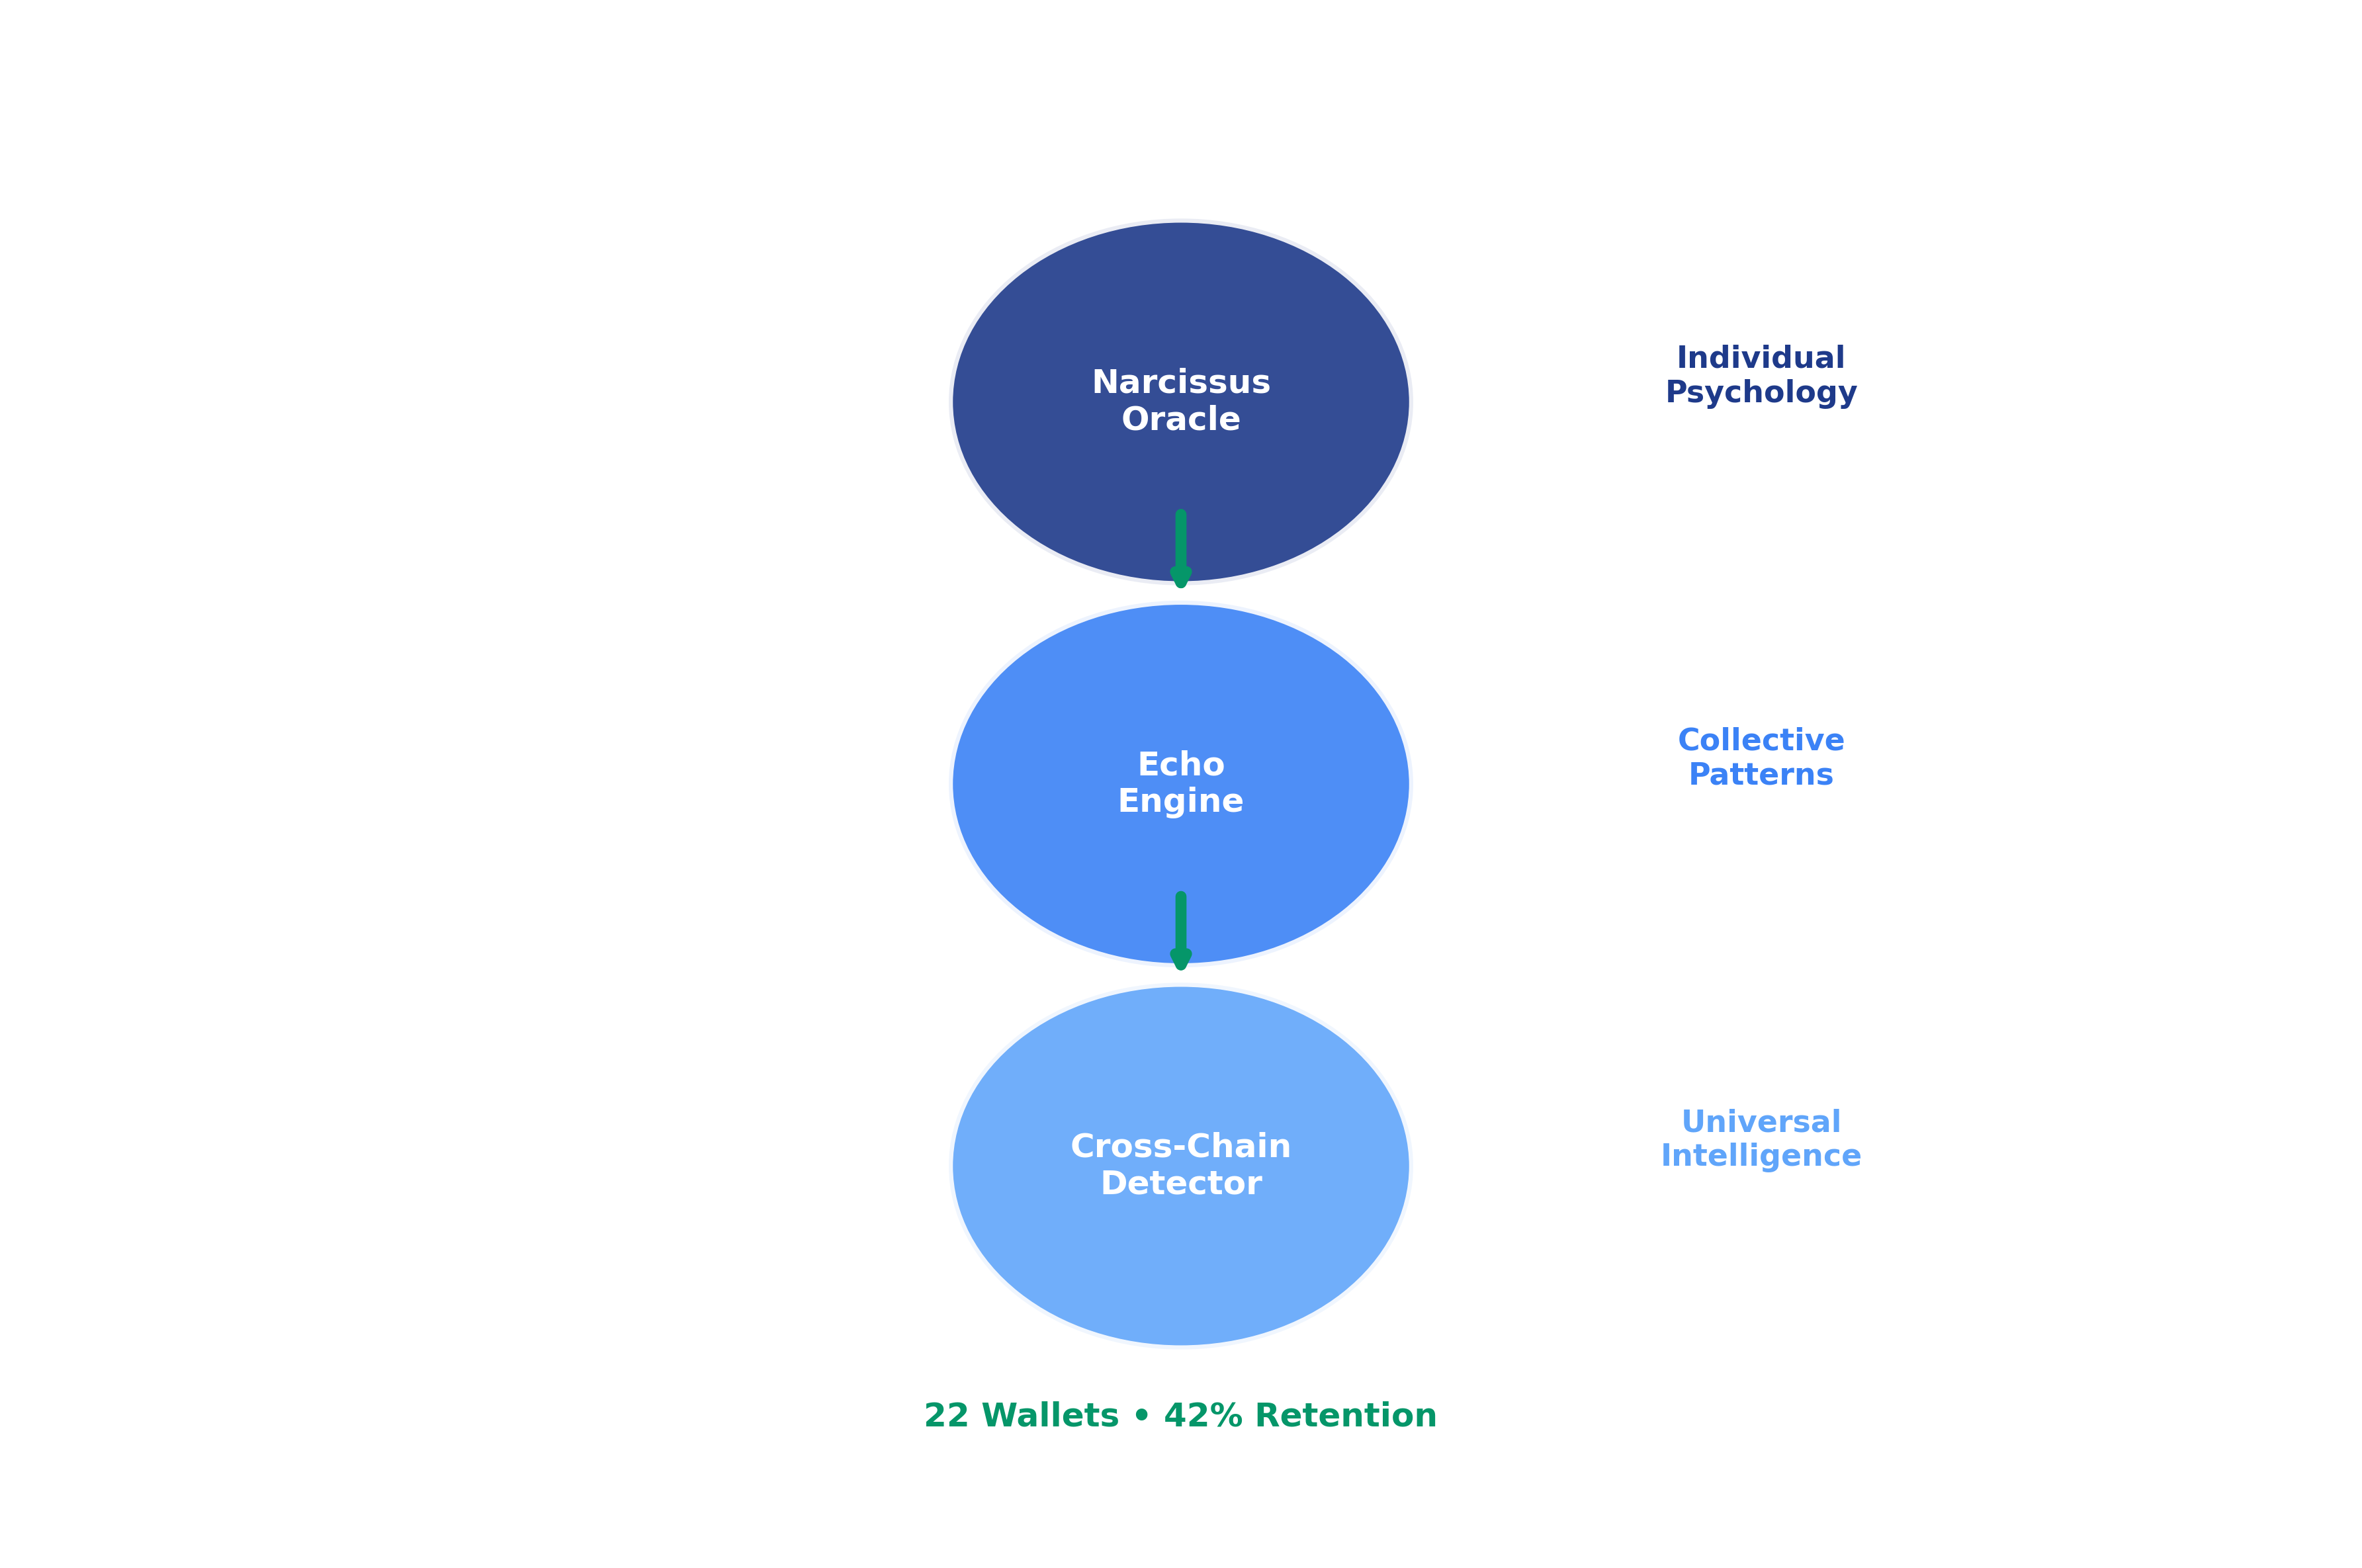 Narcissus
Oracle
Individual
Psychology
Echo
Engine
Collective
Patterns
Cross-Chain
Detector
Universal
Intelligence
22 Wallets • 42% Retention